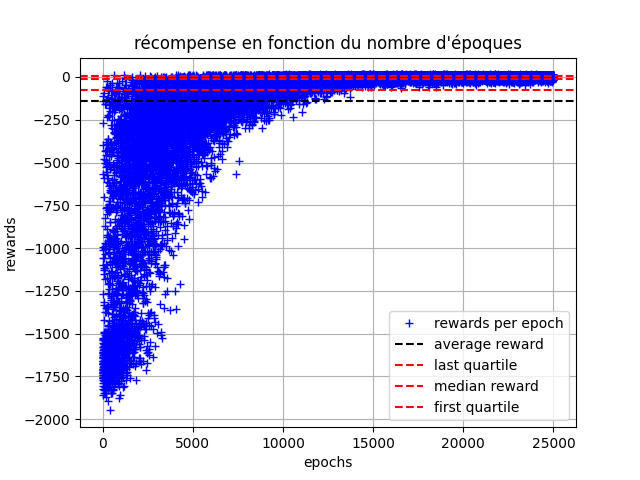 récompense en fonction du nombre d'époques
0
−250
−500
−750
−1000
−1250
−1500
−1750
−2000
rewards
rewards per epoch
average reward
last quartile
median reward
first quartile
0 5000 10000 15000 20000 25000
epochs